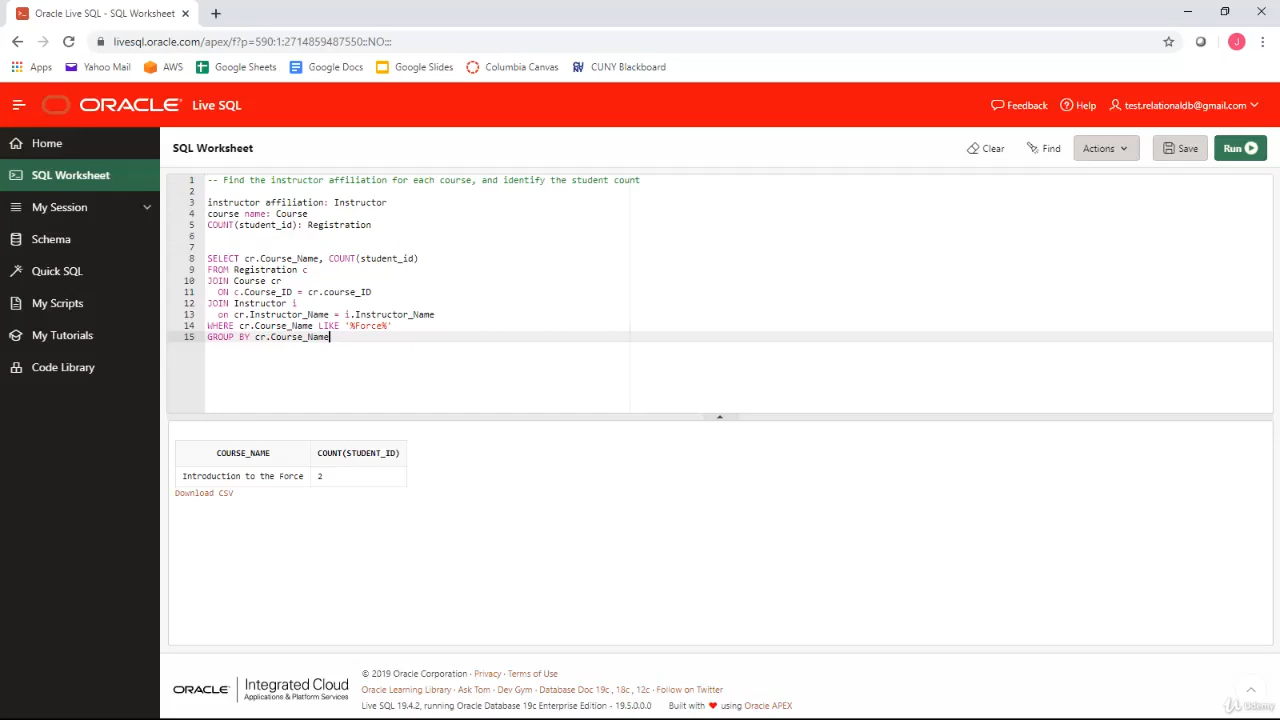 Oracle Live SQL - SQL Worksheet
livesql.oracle.com/apex/f?p=590:1:2714859487550::NO:::
J
Apps Yahoo Mail AWS Google Sheets Google Docs Google Slides Columbia Canvas CUNY Blackboard
ORACLE Live SQL Feedback Help test.relationaldb@gmail.com
Home
SQL Worksheet
My Session
Schema
Quick SQL
My Scripts
My Tutorials
Code Library
SQL Worksheet Clear Find Actions Save Run
1 -- Find the instructor affiliation for each course, and identify the student count
2
3 instructor affiliation: Instructor
4 course name: Course
5 COUNT(student_id): Registration
6
7
8 SELECT cr.Course_Name, COUNT(student_id)
9 FROM Registration c
10 JOIN Course cr
11 ON c.Course_ID = cr.course_ID
12 JOIN Instructor i
13 on cr.Instructor_Name = i.Instructor_Name
14 WHERE cr.Course_Name LIKE '%Force%'
15 GROUP BY cr.Course_Name
COURSE_NAME COUNT(STUDENT_ID)
Introduction to the Force 2
Download CSV
ORACLE Integrated Cloud
Applications & Platform Services
© 2019 Oracle Corporation · Privacy · Terms of Use
Oracle Learning Library · Ask Tom · Dev Gym · Database Doc 19c, 18c, 12c · Follow on Twitter
Live SQL 19.4.2, running Oracle Database 19c Enterprise Edition - 19.5.0.0.0 Built with ❤ using Oracle APEX
Udemy